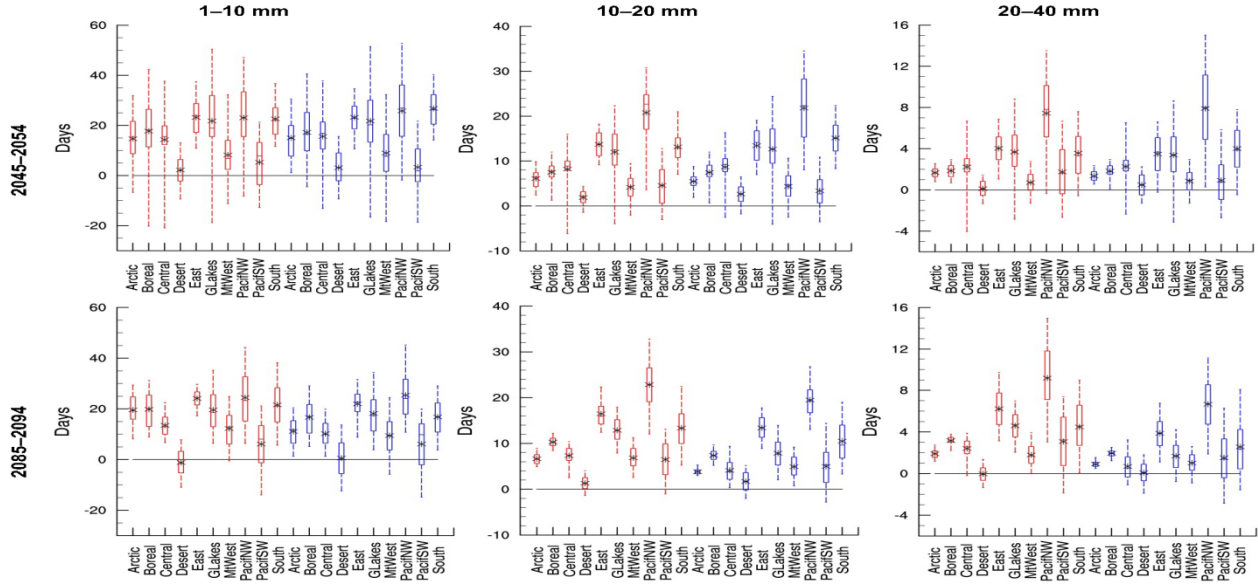 1–10 mm
10–20 mm
20–40 mm
2045–2054
Days
60
40
20
0
-20
Arctic Boreal Central Desert East GLakes MtWest PacifNW PacifSW South Arctic Boreal Central Desert East GLakes MtWest PacifNW PacifSW South
Days
40
30
20
10
0
-10
Arctic Boreal Central Desert East GLakes MtWest PacifNW PacifSW South Arctic Boreal Central Desert East GLakes MtWest PacifNW PacifSW South
Days
16
12
8
4
0
-4
Arctic Boreal Central Desert East GLakes MtWest PacifNW PacifSW South Arctic Boreal Central Desert East GLakes MtWest PacifNW PacifSW South
2085–2094
Days
60
40
20
0
-20
Arctic Boreal Central Desert East GLakes MtWest PacifNW PacifSW South Arctic Boreal Central Desert East GLakes MtWest PacifNW PacifSW South
Days
40
30
20
10
0
-10
Arctic Boreal Central Desert East GLakes MtWest PacifNW PacifSW South Arctic Boreal Central Desert East GLakes MtWest PacifNW PacifSW South
Days
16
12
8
4
0
-4
Arctic Boreal Central Desert East GLakes MtWest PacifNW PacifSW South Arctic Boreal Central Desert East GLakes MtWest PacifNW PacifSW South